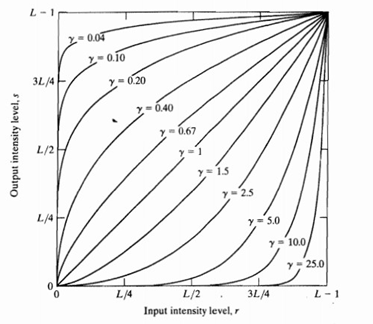 L − 1
γ = 0.04
γ = 0.10
3L/4
γ = 0.20
γ = 0.40
γ = 0.67
L/2
γ = 1
γ = 1.5
γ = 2.5
L/4
γ = 5.0
γ = 10.0
γ = 25.0
0
0
L/4
L/2
3L/4
L − 1
Output intensity level, s
Input intensity level, r